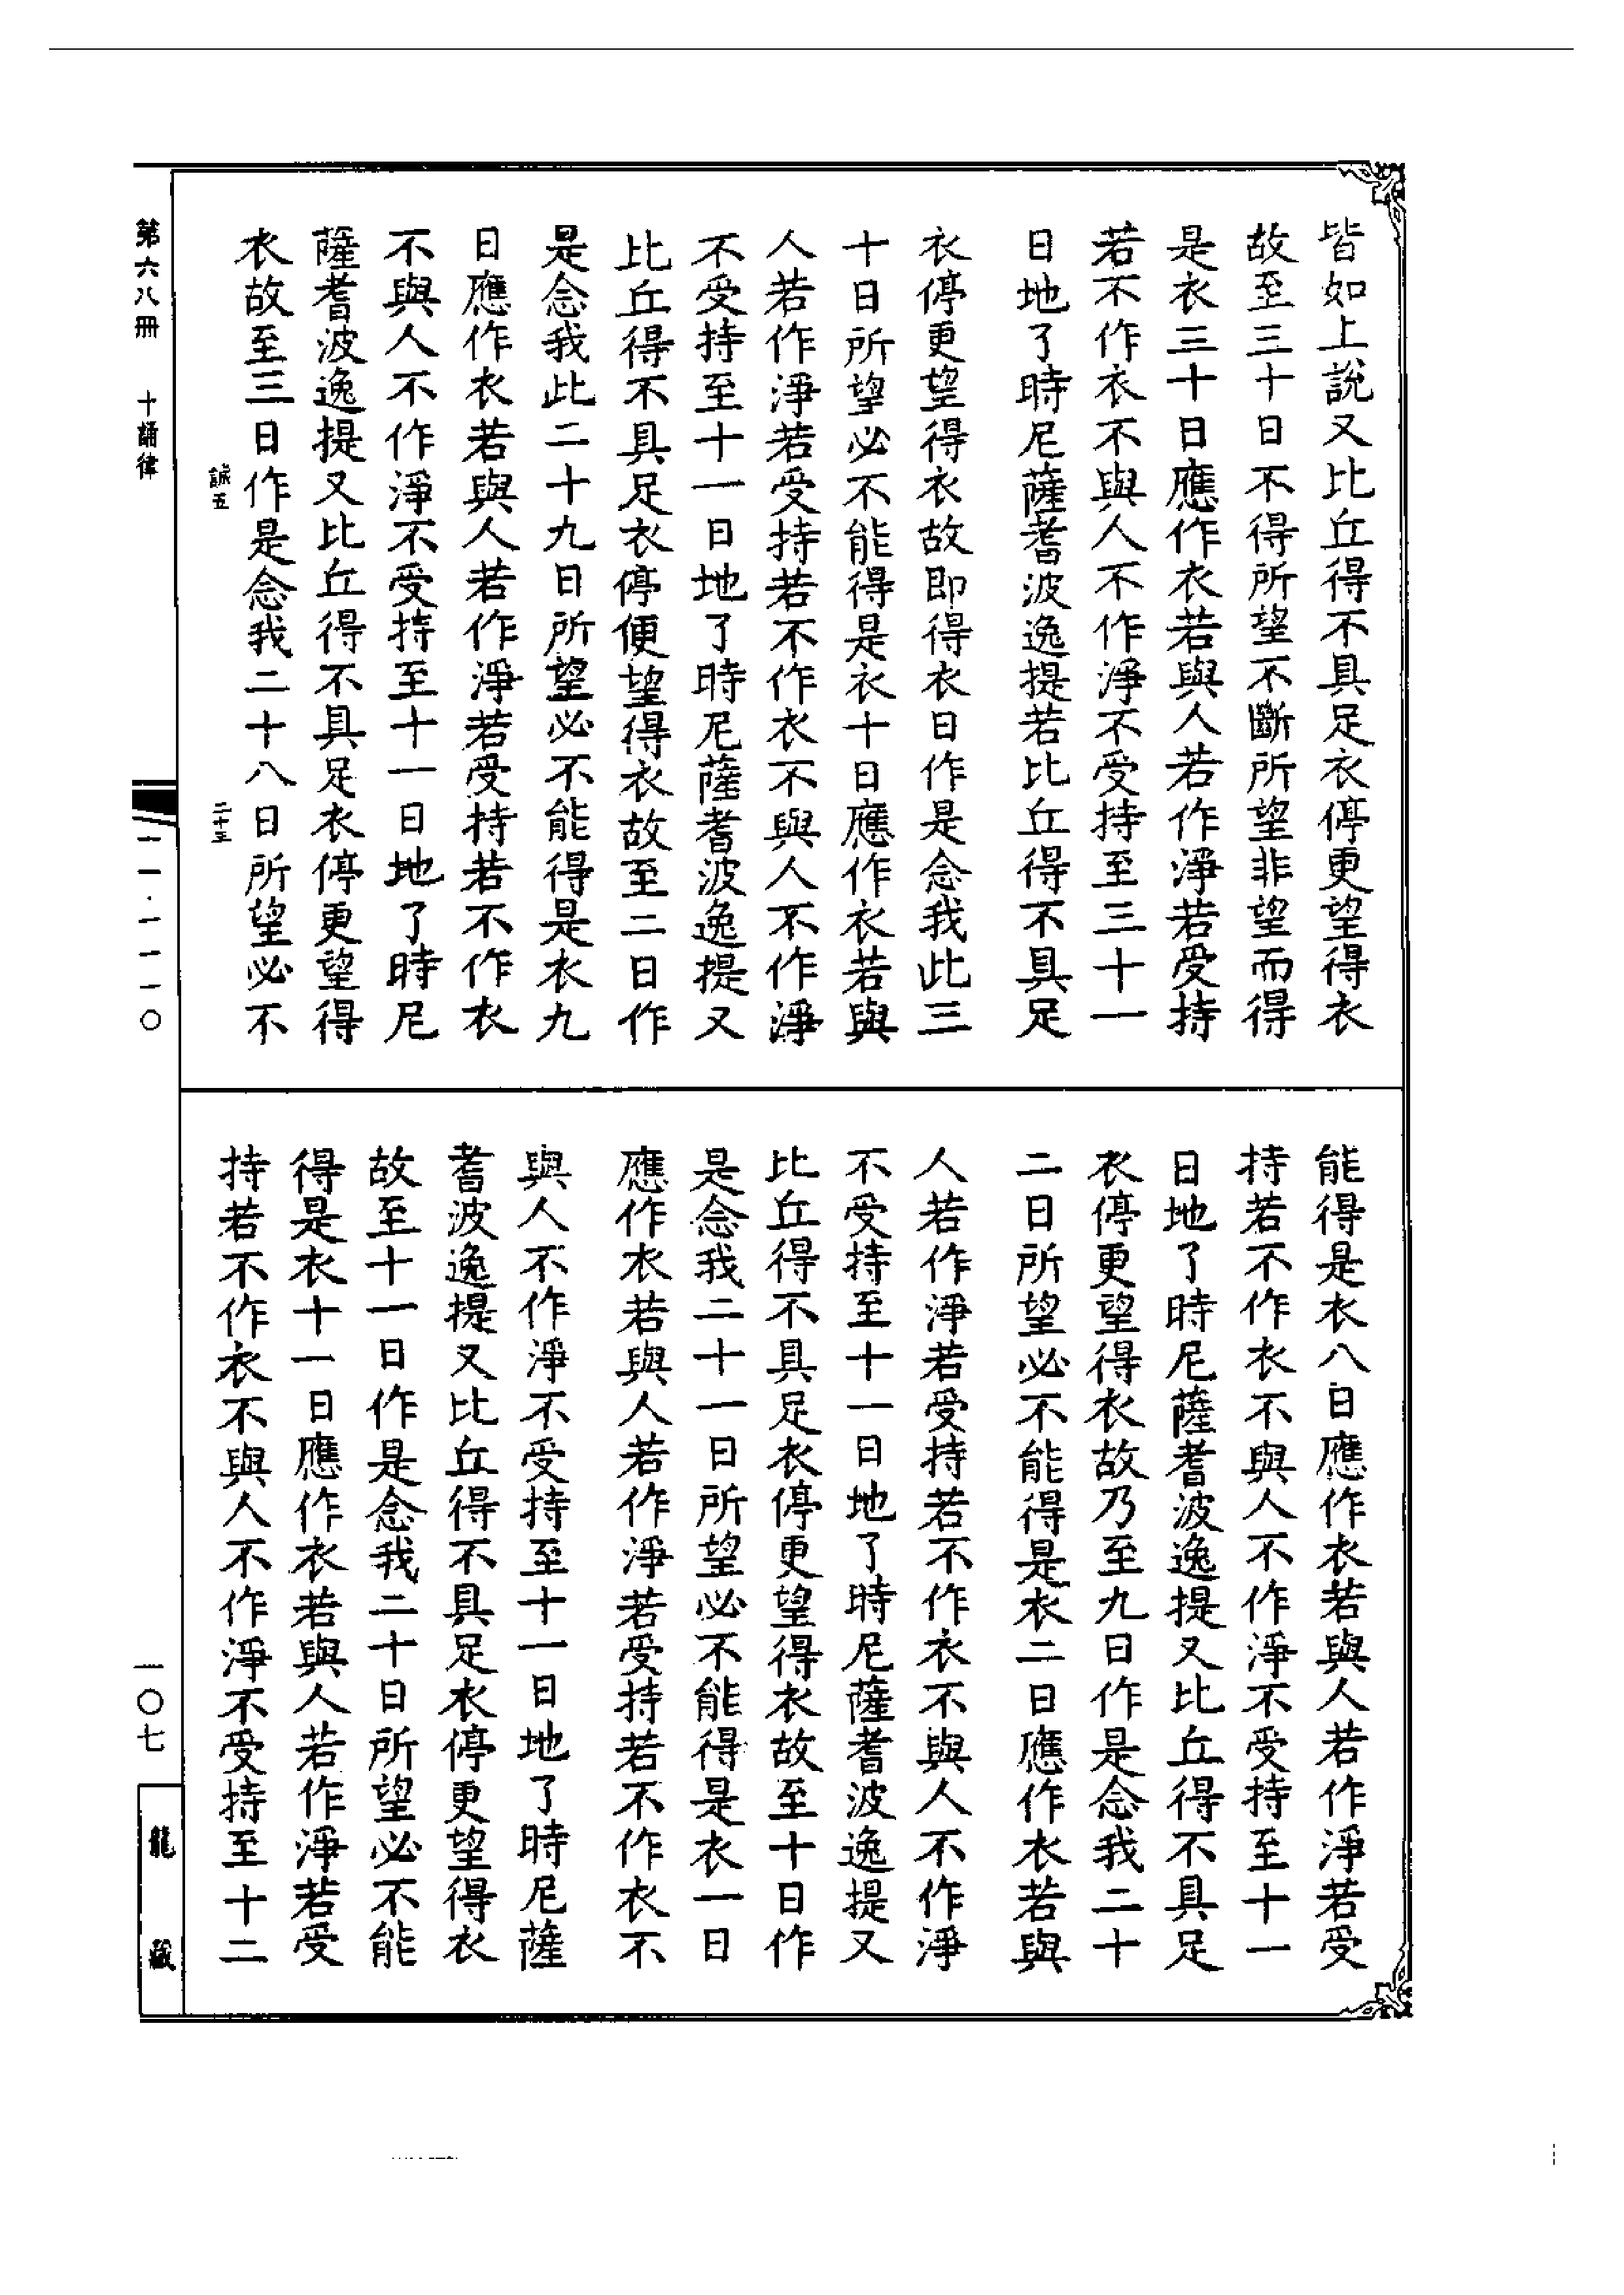 皆如上說又比丘得不具足衣停更望得衣
故至三十日不得所望不斷所望非望而得
是衣三十日應作衣若與人若作淨若受持
若不作衣不與人不作淨不受持至三十一
日地了時尼薩耆波逸提若比丘得不具足
衣停更望得衣故即得衣日作是念我此三
十日所望必不能得是衣十日應作衣若與
人若作淨若受持若不作衣不與人不作淨
不受持至十一日地了時尼薩耆波逸提又
比丘得不具足衣停便望得衣故至二日作
是念我此二十九日所望必不能得是衣九
日應作衣若與人若作淨若受持若不作衣
不與人不作淨不受持至十一日地了時尼
薩耆波逸提又比丘得不具足衣停更望得
衣故至三日作是念我二十八日所望必不
誠五
二十五
能得是衣八日應作衣若與人若作淨若受
持若不作衣不與人不作淨不受持至十一
日地了時尼薩耆波逸提又比丘得不具足
衣停更望得衣故乃至九日作是念我二十
二日所望必不能得是衣二日應作衣若與
人若作淨若受持若不作衣不與人不作淨
不受持至十一日地了時尼薩耆波逸提又
比丘得不具足衣停更望得衣故至十日作
是念我二十一日所望必不能得是衣一日
應作衣若與人若作淨若受持若不作衣不
與人不作淨不受持至十一日地了時尼薩
耆波逸提又比丘得不具足衣停更望得衣
故至十一日作是念我二十日所望必不能
得是衣十一日應作衣若與人若作淨若受
持若不作衣不與人不作淨不受持至十二
第六八冊 十誦律
一一·一一一〇
一〇七
龍藏